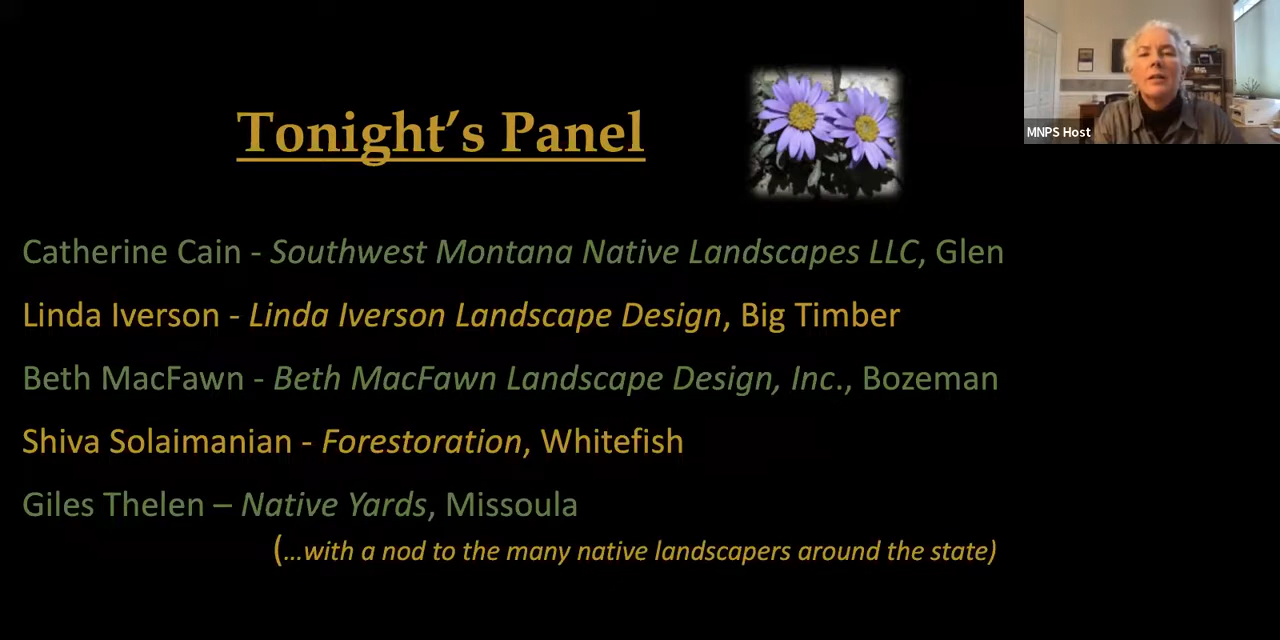 Tonight's Panel
MNPS Host
Catherine Cain - Southwest Montana Native Landscapes LLC, Glen
Linda Iverson - Linda Iverson Landscape Design, Big Timber
Beth MacFawn - Beth MacFawn Landscape Design, Inc., Bozeman
Shiva Solaimanian - Forestoration, Whitefish
Giles Thelen – Native Yards, Missoula
(...with a nod to the many native landscapers around the state)